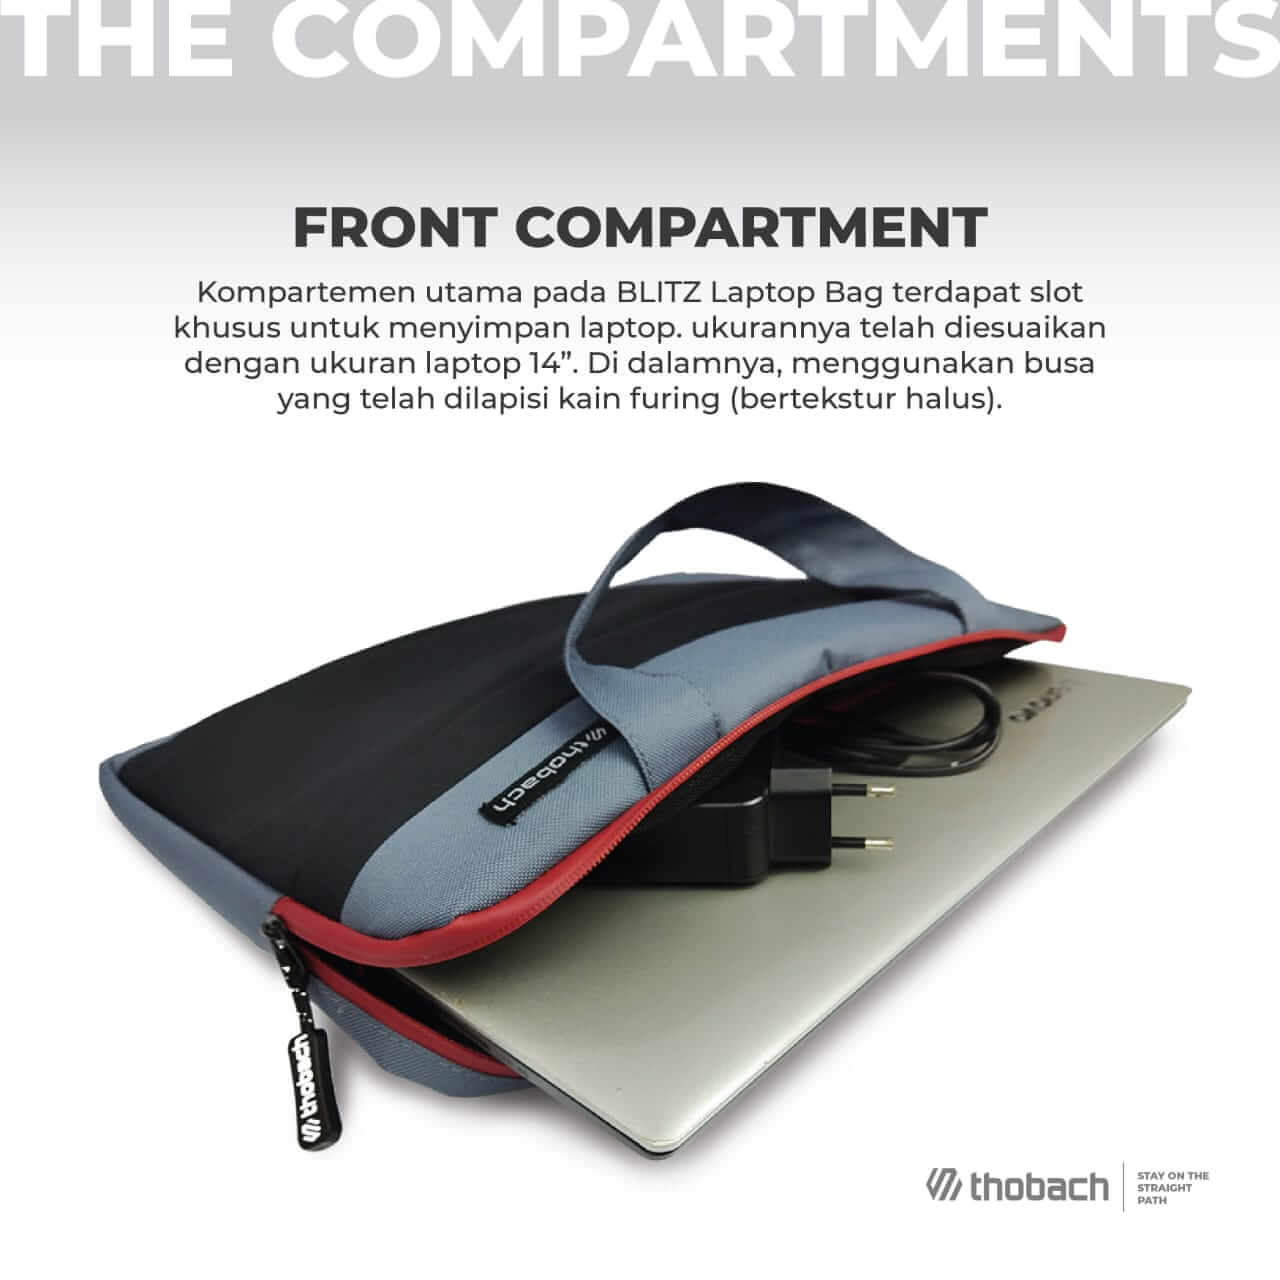 THE COMPARTMENTS
FRONT COMPARTMENT
Kompartemen utama pada BLITZ Laptop Bag terdapat slot
khusus untuk menyimpan laptop. ukurannya telah diesuaikan
dengan ukuran laptop 14”. Di dalamnya, menggunakan busa
yang telah dilapisi kain furing (bertekstur halus).
Lenovo
thobach
thobach
thobach
STAY ON THE
STRAIGHT
PATH